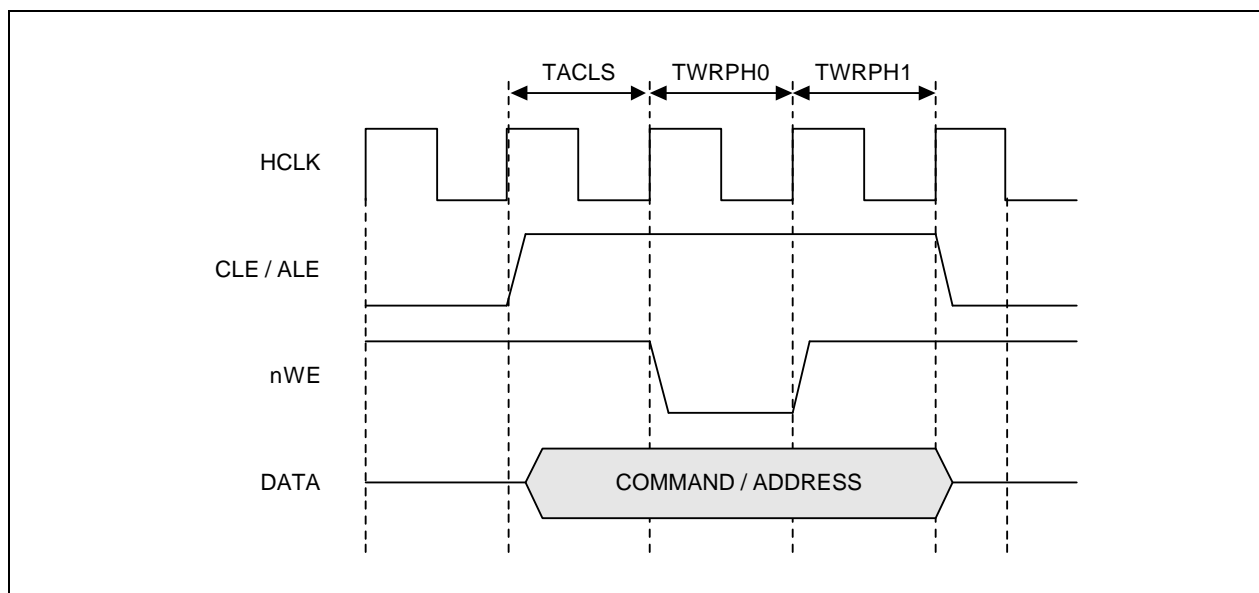 TACLS TWRPH0 TWRPH1
HCLK
CLE / ALE
nWE
DATA COMMAND / ADDRESS